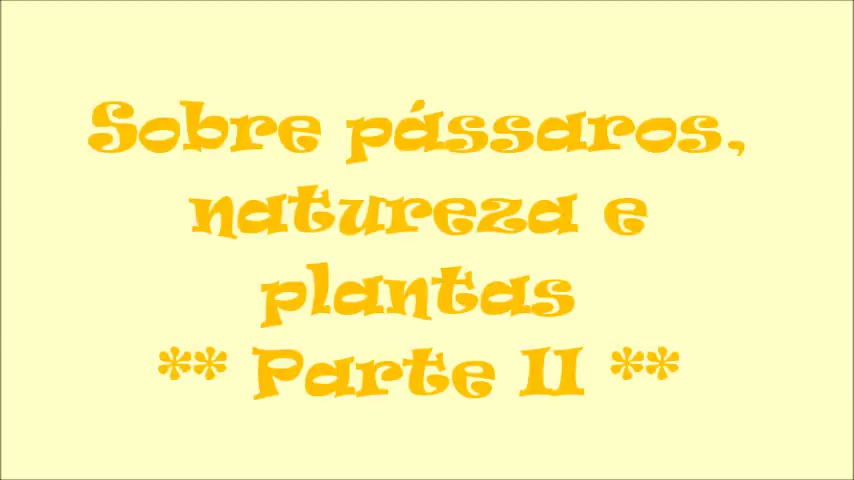 Sobre pássaros,
natureza e
plantas
** Parte II **